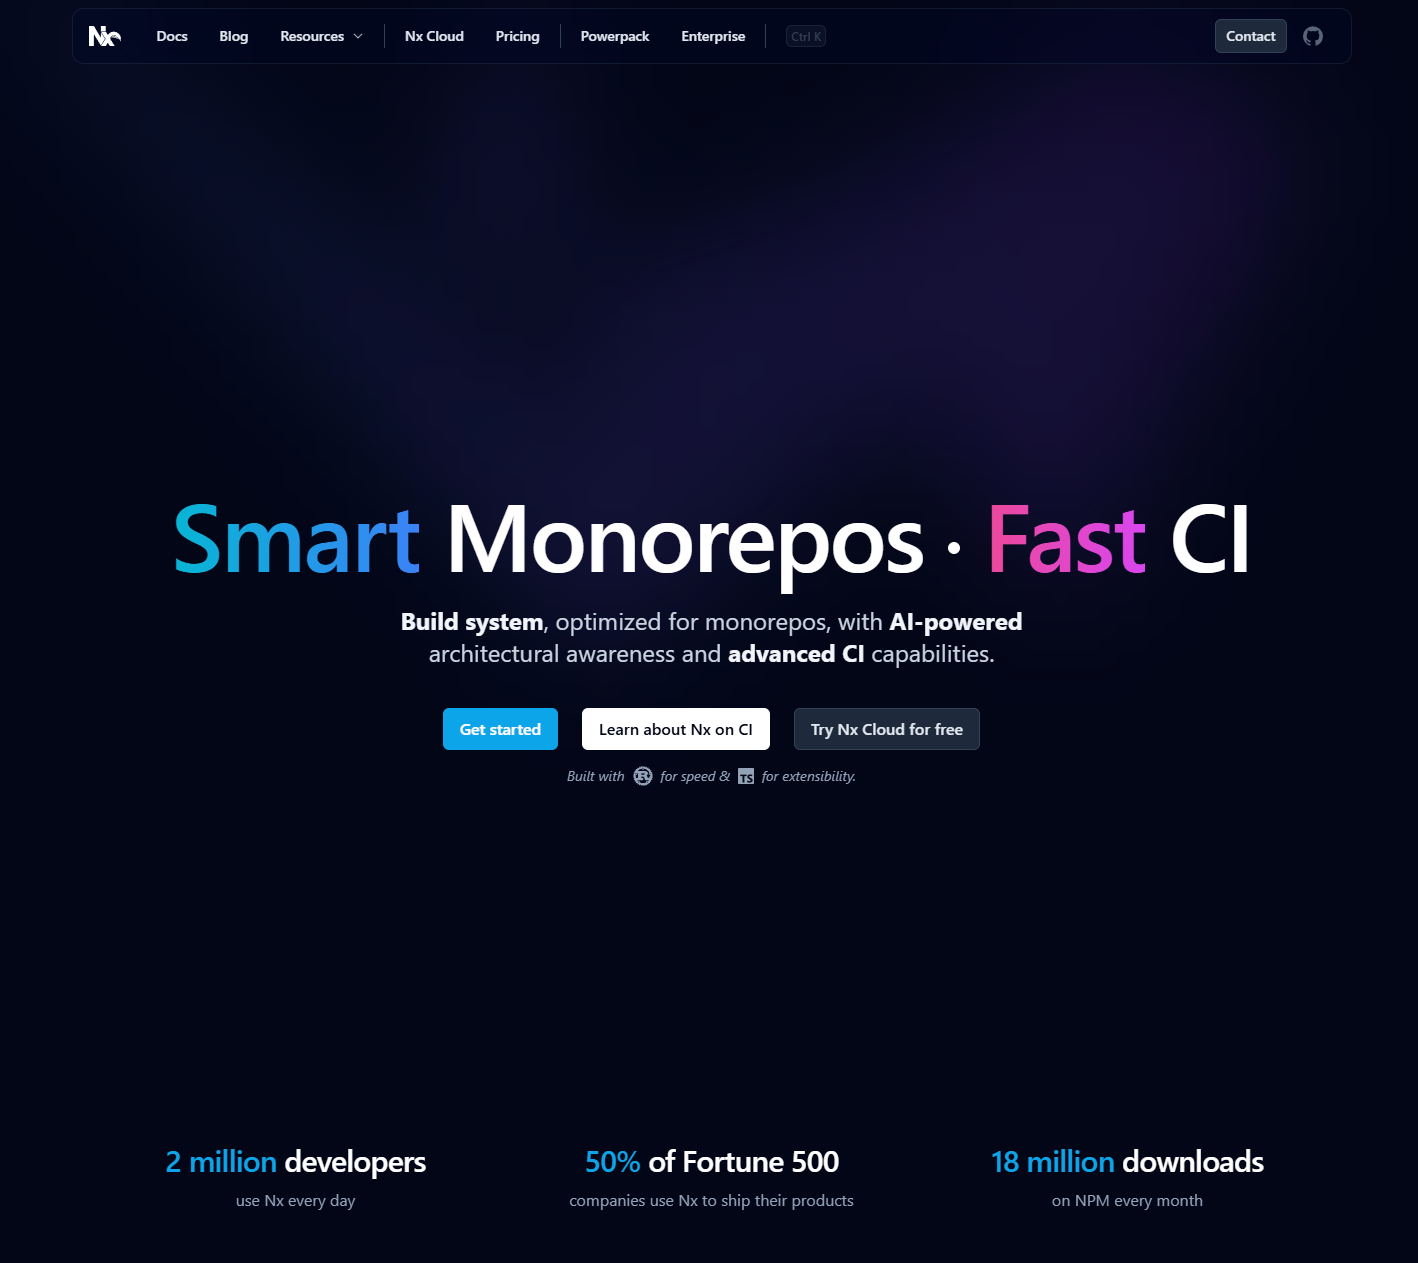 Nx Docs Blog Resources Nx Cloud Pricing Powerpack Enterprise Ctrl K Contact
Smart Monorepos · Fast CI
Build system, optimized for monorepos, with AI-powered
architectural awareness and advanced CI capabilities.
Get started Learn about Nx on CI Try Nx Cloud for free
Built with R for speed & TS for extensibility.
2 million developers 50% of Fortune 500 18 million downloads
use Nx every day companies use Nx to ship their products on NPM every month